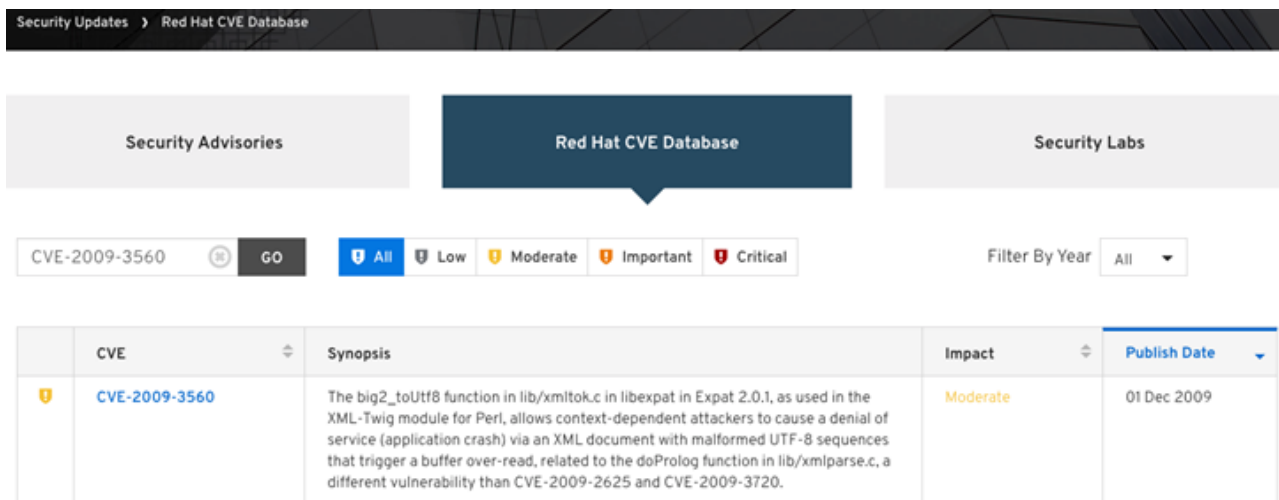 Security Updates ❯ Red Hat CVE Database
Security Advisories
Red Hat CVE Database
Security Labs
CVE-2009-3560
GO
All
Low
Moderate
Important
Critical
Filter By Year
All
CVE
Synopsis
Impact
Publish Date
CVE-2009-3560
The big2_toUtf8 function in lib/xmltok.c in libexpat in Expat 2.0.1, as used in the
XML-Twig module for Perl, allows context-dependent attackers to cause a denial of
service (application crash) via an XML document with malformed UTF-8 sequences
that trigger a buffer over-read, related to the doProlog function in lib/xmlparse.c, a
different vulnerability than CVE-2009-2625 and CVE-2009-3720.
Moderate
01 Dec 2009